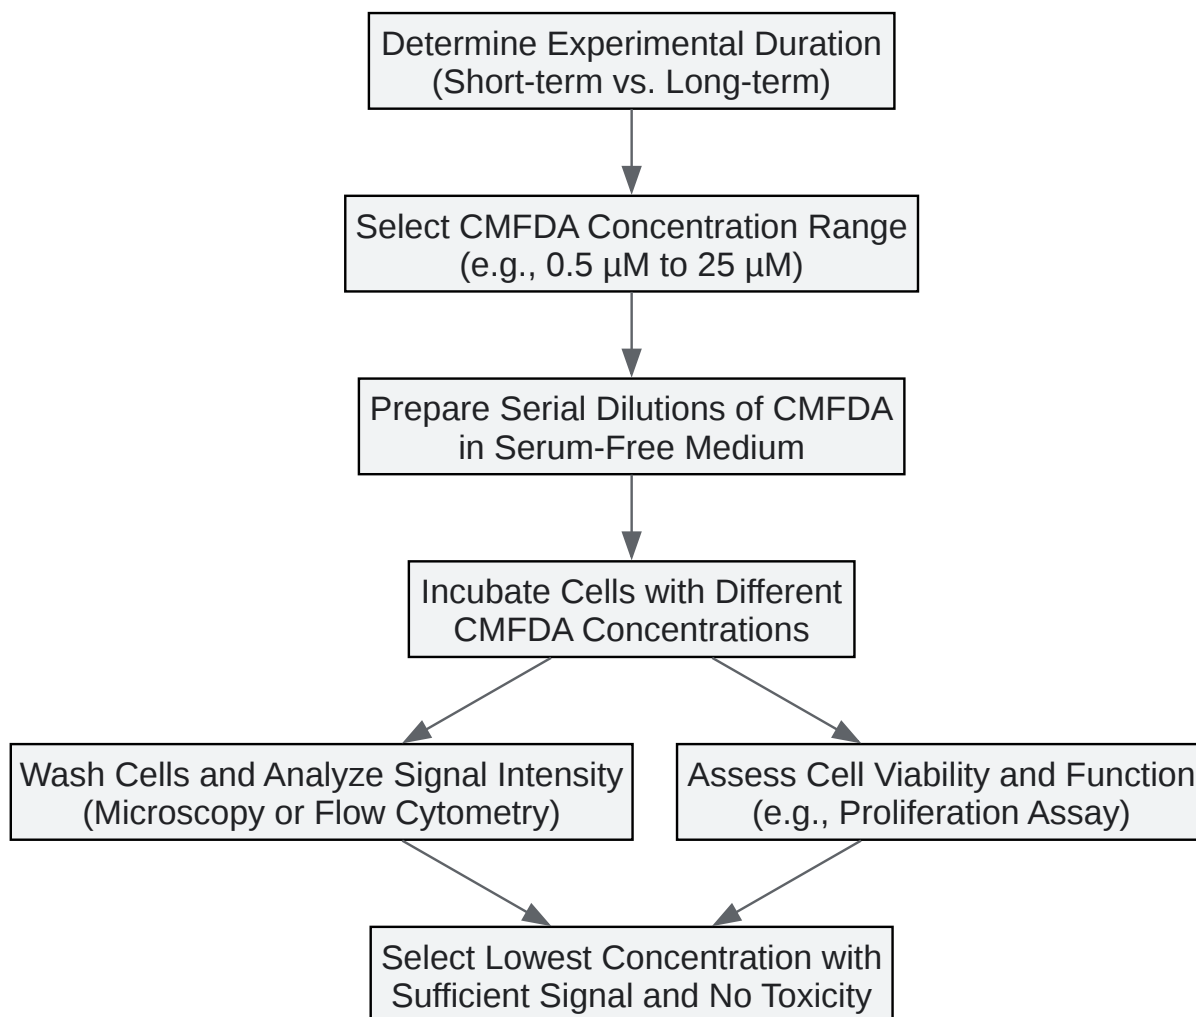 Determine Experimental Duration
(Short-term vs. Long-term)
Select CMFDA Concentration Range
(e.g., 0.5 µM to 25 µM)
Prepare Serial Dilutions of CMFDA
in Serum-Free Medium
Incubate Cells with Different
CMFDA Concentrations
Wash Cells and Analyze Signal Intensity
(Microscopy or Flow Cytometry)
Assess Cell Viability and Function
(e.g., Proliferation Assay)
Select Lowest Concentration with
Sufficient Signal and No Toxicity